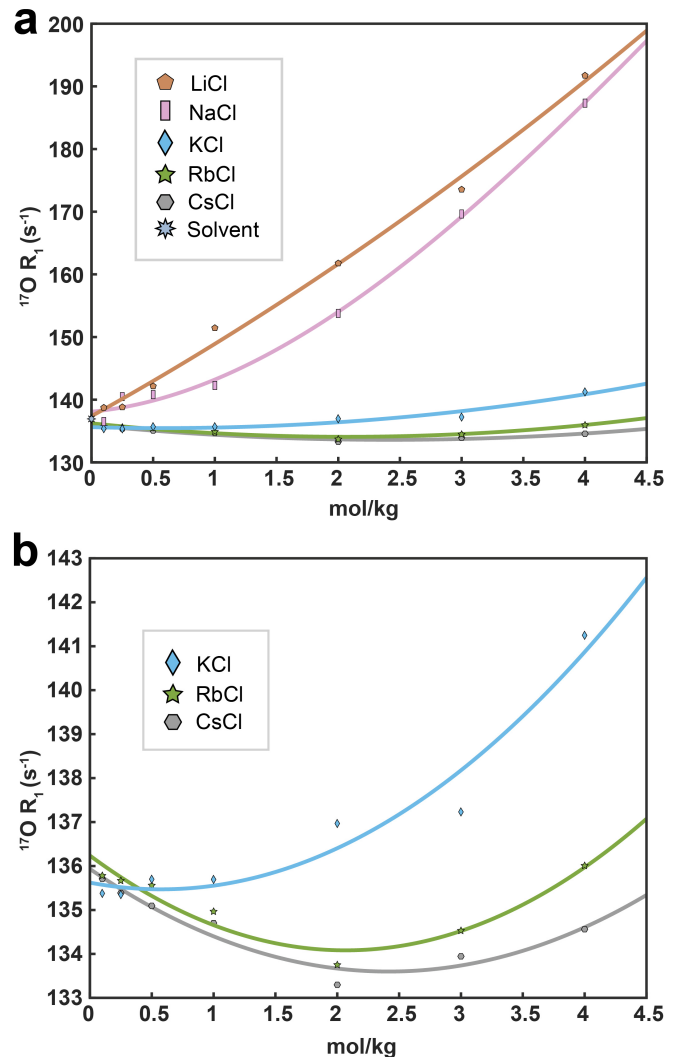 a
200
190
180
170
160
150
140
130
¹⁷O R₁ (s⁻¹)
LiCl
NaCl
KCl
RbCl
CsCl
Solvent
0 0.5 1 1.5 2 2.5 3 3.5 4 4.5
mol/kg
b
143
142
141
140
139
138
137
136
135
134
133
¹⁷O R₁ (s⁻¹)
KCl
RbCl
CsCl
0 0.5 1 1.5 2 2.5 3 3.5 4 4.5
mol/kg